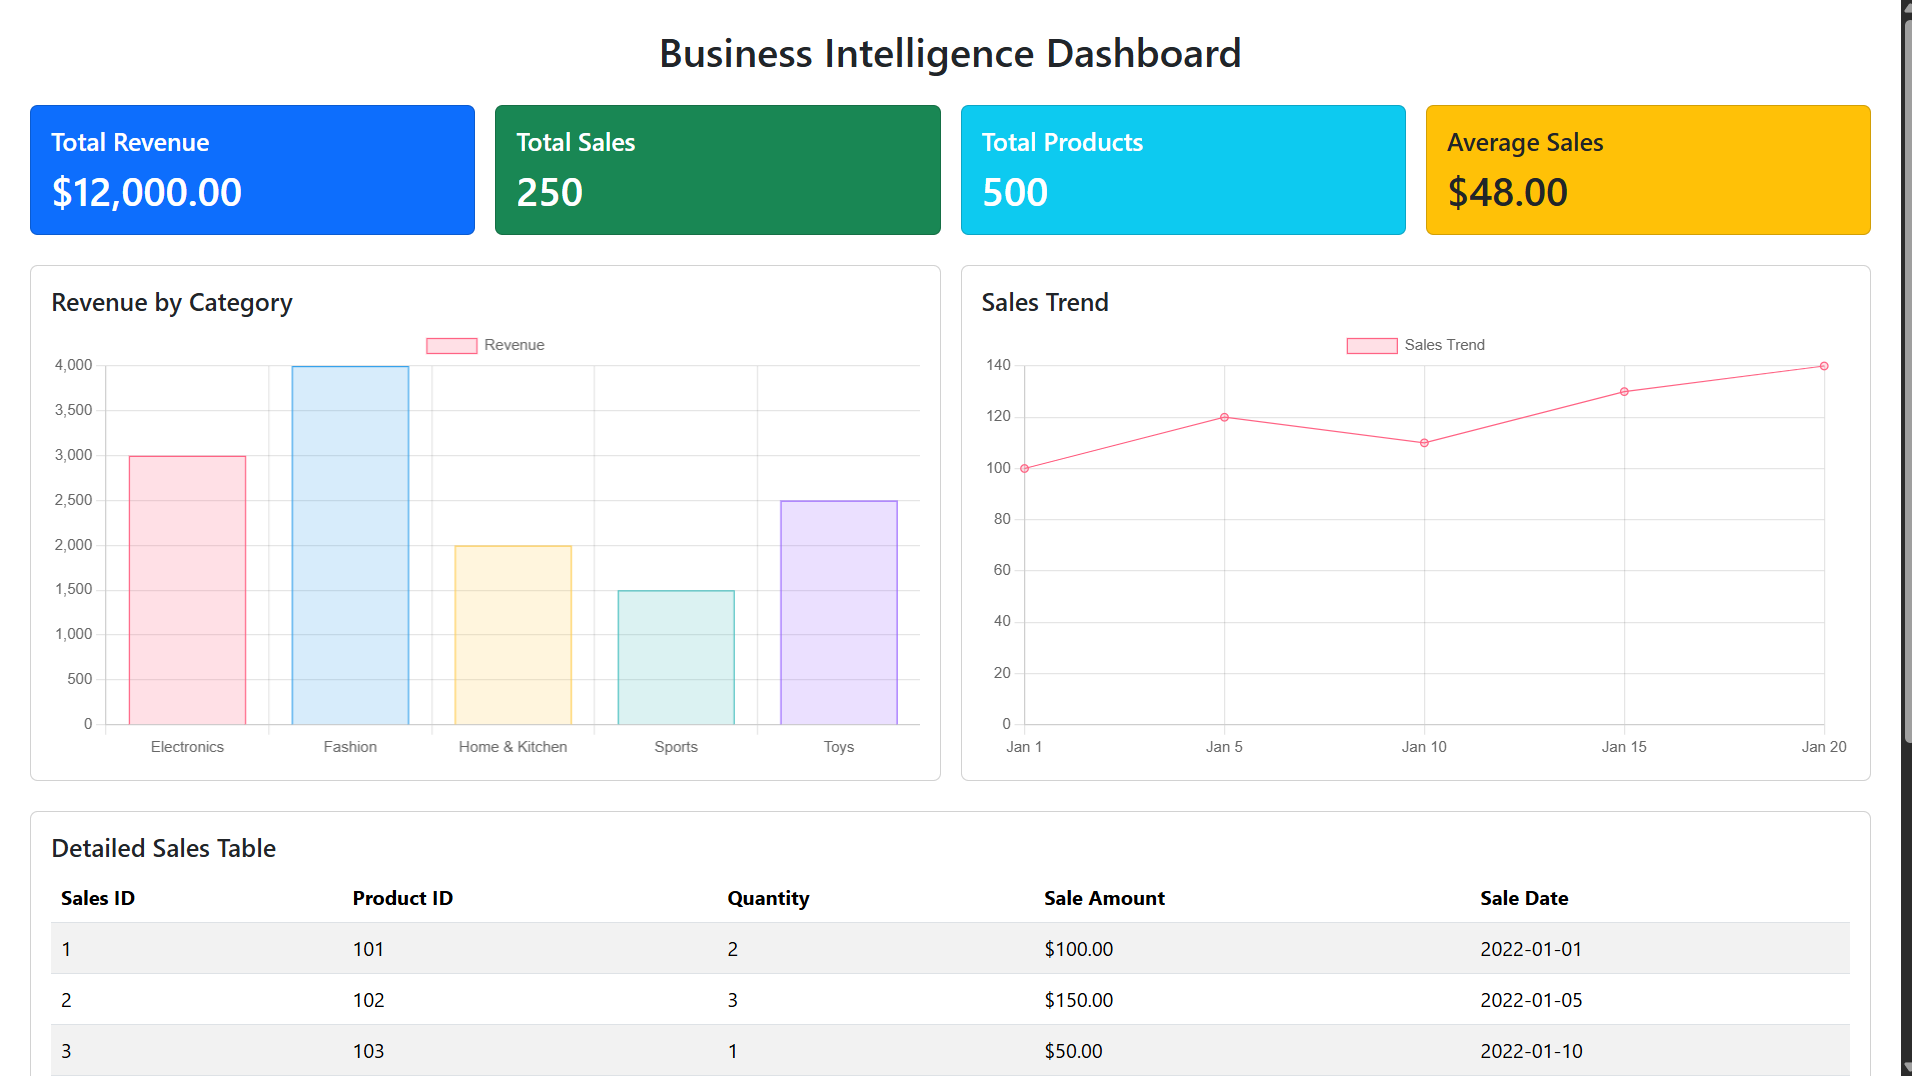 Business Intelligence Dashboard
Total Revenue
$12,000.00
Total Sales
250
Total Products
500
Average Sales
$48.00
Revenue by Category
Revenue
4,000
3,500
3,000
2,500
2,000
1,500
1,000
500
0
Electronics Fashion Home & Kitchen Sports Toys
Sales Trend
Sales Trend
140
120
100
80
60
40
20
0
Jan 1 Jan 5 Jan 10 Jan 15 Jan 20
Detailed Sales Table
Sales ID Product ID Quantity Sale Amount Sale Date
1 101 2 $100.00 2022-01-01
2 102 3 $150.00 2022-01-05
3 103 1 $50.00 2022-01-10